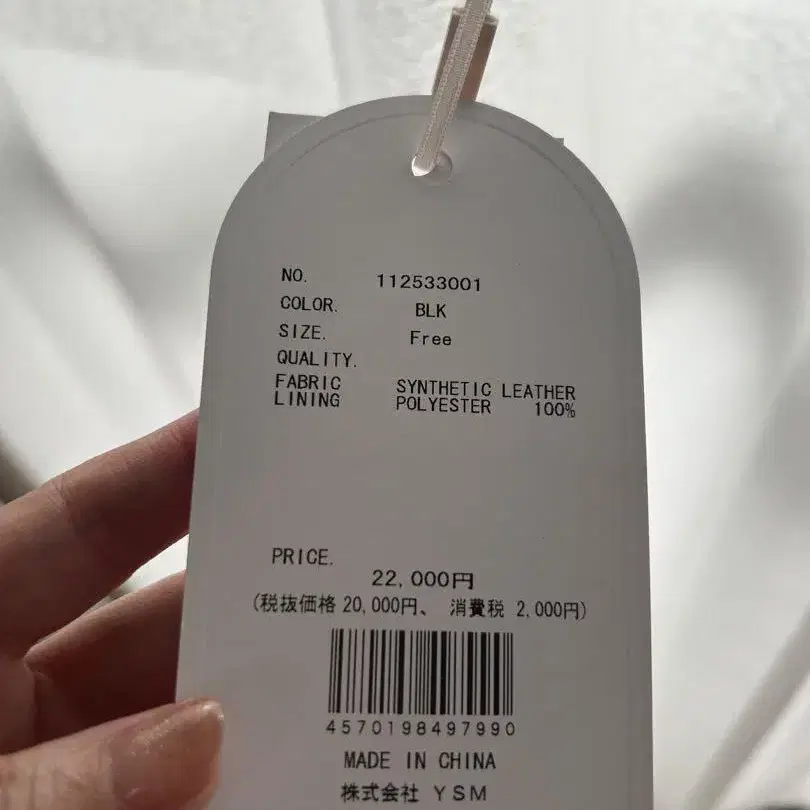 NO. 112533001
COLOR. BLK
SIZE. Free
QUALITY.
FABRIC SYNTHETIC LEATHER
LINING POLYESTER 100%
PRICE.
22,000円
(税抜価格 20,000円、 消費税 2,000円)
4570198497990
MADE IN CHINA
株式会社 YSM